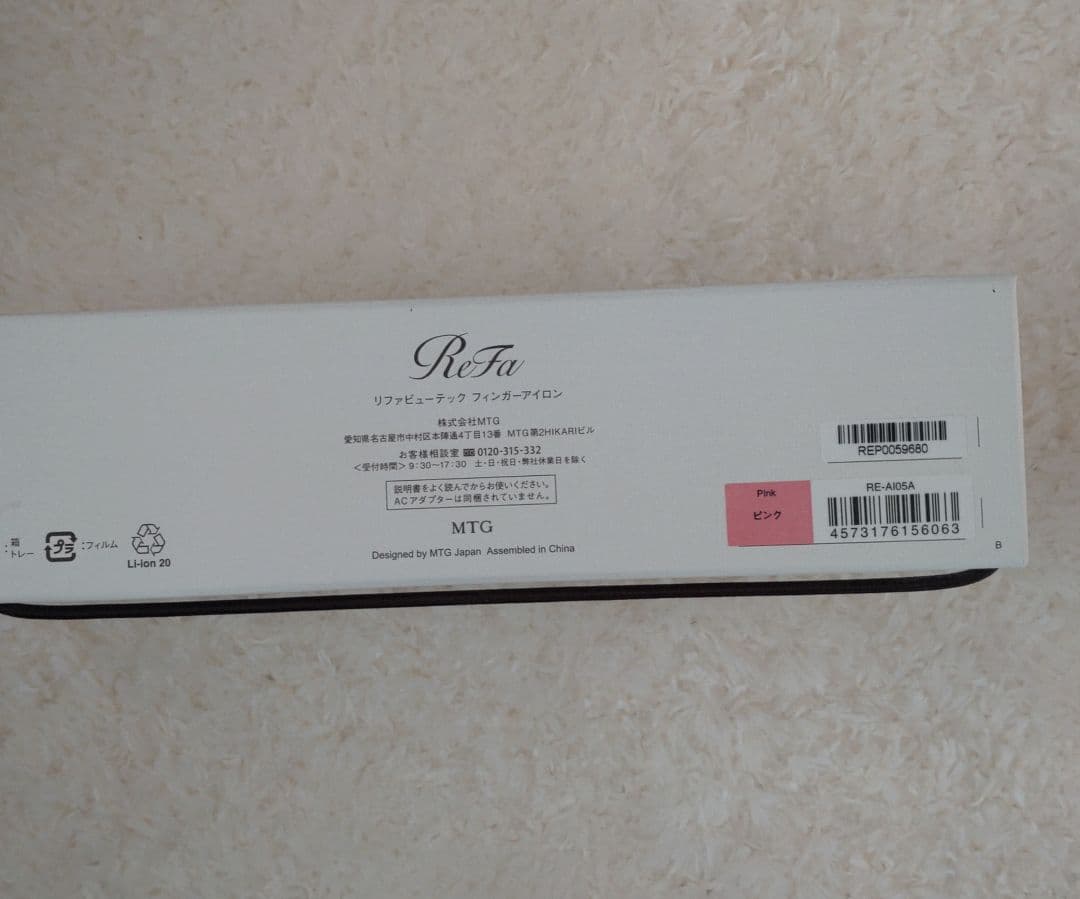 ReFa
リファビューテック フィンガーアイロン
株式会社MTG
愛知県名古屋市中村区本陣通4丁目13番 MTG第2HIKARIビル
お客様相談室 0120-315-332
<受付時間> 9:30~17:30 土・日・祝日・弊社休業日を除く
説明書をよく読んでからお使いください。
ACアダプターは同梱されていません。
MTG
Designed by MTG Japan Assembled in China
:箱
:トレー
プラ
:フィルム
Li-ion 20
REP0059680
Pink
ピンク
RE-AI05A
4573176156063
B